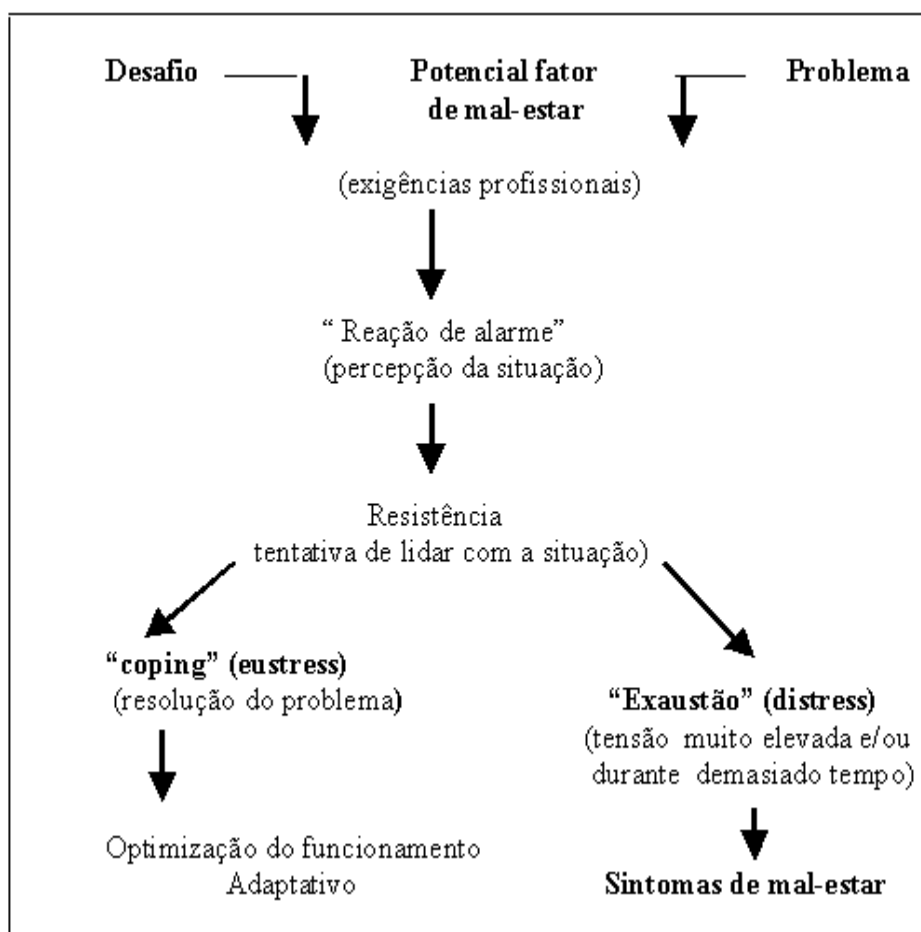 Desafio Potencial fator Problema
de mal-estar
(exigências profissionais)
“ Reação de alarme”
(percepção da situação)
Resistência
tentativa de lidar com a situação)
“coping” (eustress)
(resolução do problema)
“Exaustão” (distress)
(tensão muito elevada e/ou
durante demasiado tempo)
Optimização do funcionamento
Adaptativo
Sintomas de mal-estar